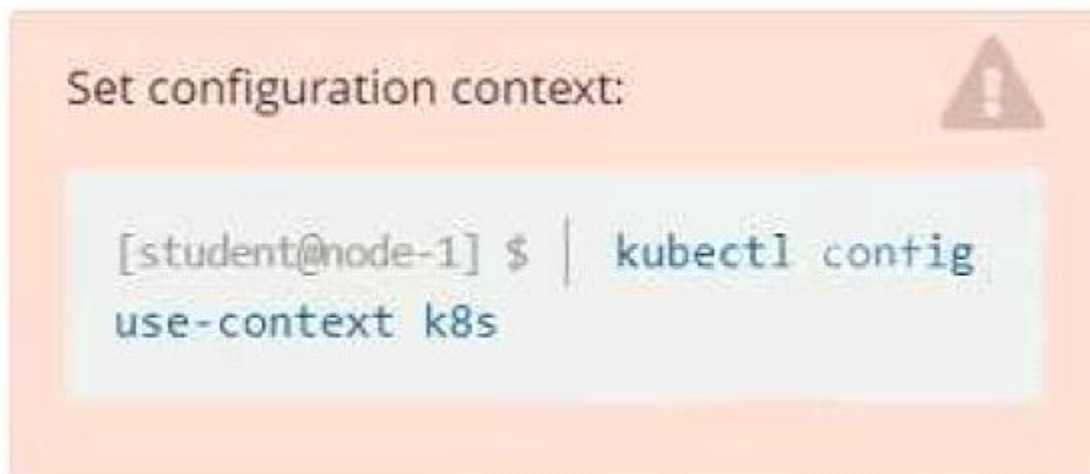 Set configuration context:
[student@node-1] $ | kubectl config
use-context k8s